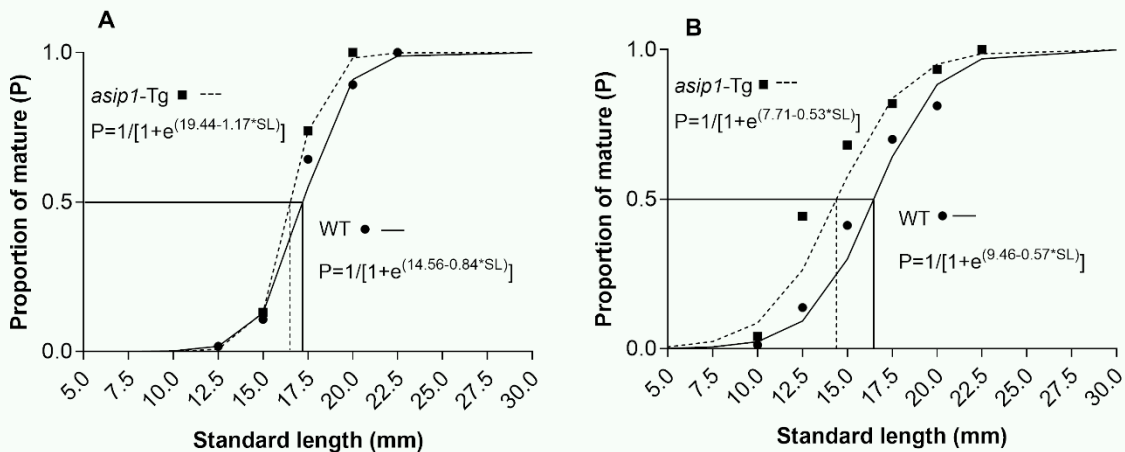 A
Proportion of mature (P)
1.0
0.5
0.0
asip1-Tg
P=1/[1+e^(19.44-1.17*SL)]
WT
P=1/[1+e^(14.56-0.84*SL)]
5.0 7.5 10.0 12.5 15.0 17.5 20.0 22.5 25.0 27.5 30.0
Standard length (mm)
B
Proportion of mature (P)
1.0
0.5
0.0
asip1-Tg
P=1/[1+e^(7.71-0.53*SL)]
WT
P=1/[1+e^(9.46-0.57*SL)]
5.0 7.5 10.0 12.5 15.0 17.5 20.0 22.5 25.0 27.5 30.0
Standard length (mm)